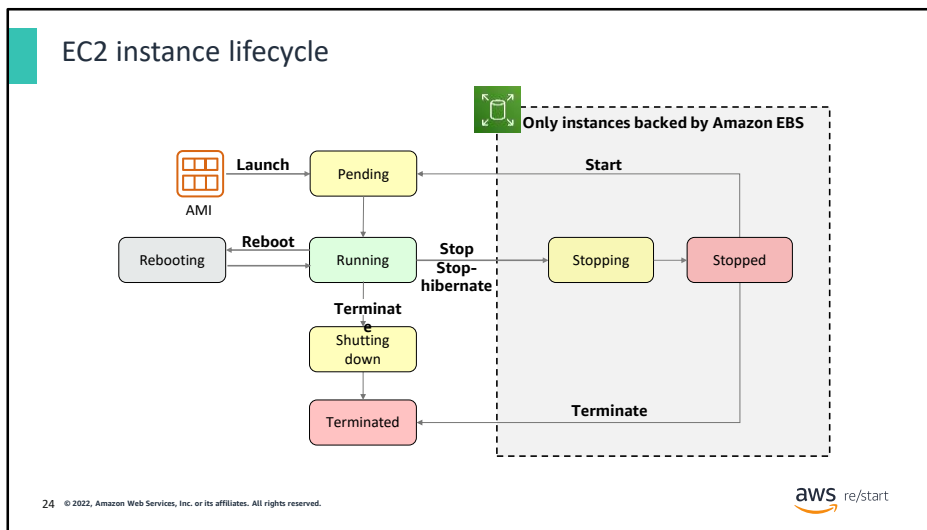 EC2 instance lifecycle
Only instances backed by Amazon EBS
Launch
Pending
Start
AMI
Reboot
Rebooting
Running
Stop
Stop-
hibernate
Stopping
Stopped
Terminat
e
Shutting
down
Terminated
Terminate
24 © 2022, Amazon Web Services, Inc. or its affiliates. All rights reserved.
aws re/start